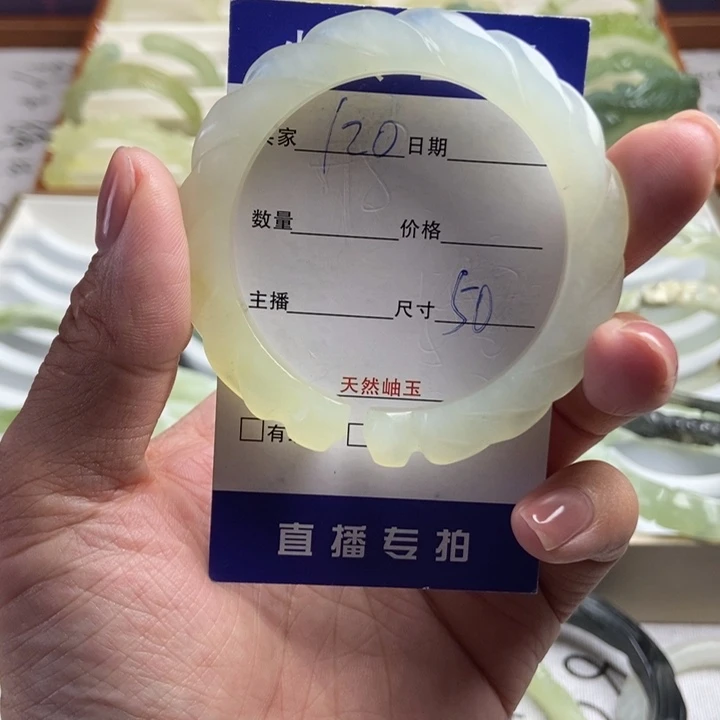 家 120 日期
数量 价格
主播 尺寸 50
天然岫玉
有
直播专拍